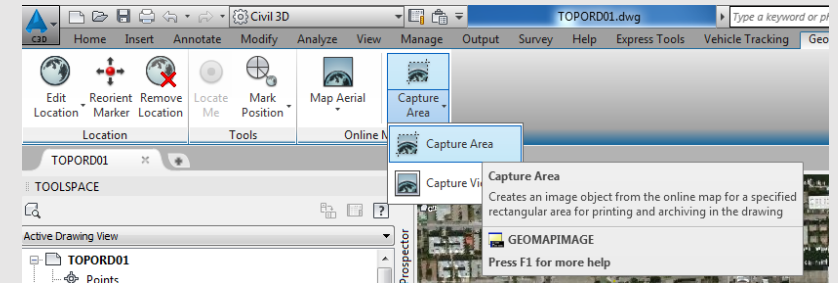 Civil 3D
TOPORD01.dwg
Type a keyword or
C3D
Home Insert Annotate Modify Analyze View Manage Output Survey Help Express Tools Vehicle Tracking Geo
Edit Location
Reorient Marker
Remove Location
Locate Me
Mark Position
Map Aerial
Capture Area
Location
Tools
Online
Capture Area
TOPORD01
Capture
TOOLSPACE
Capture Area
Creates an image object from the online map for a specified
rectangular area for printing and archiving in the drawing
GEOMAPIMAGE
Press F1 for more help
Active Drawing View
TOPORD01
Points
Prospector